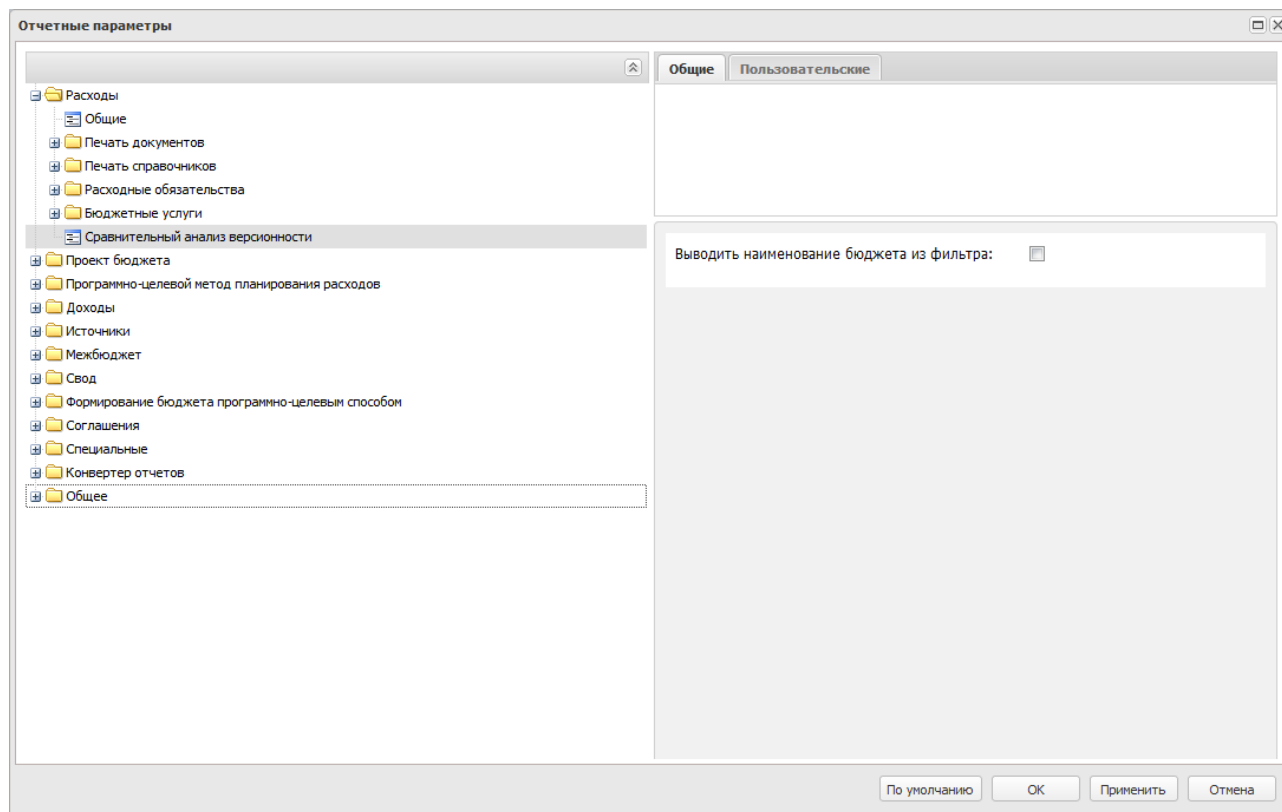 Отчетные параметры
Расходы
Общие
Печать документов
Печать справочников
Расходные обязательства
Бюджетные услуги
Сравнительный анализ версионности
Проект бюджета
Программно-целевой метод планирования расходов
Доходы
Источники
Межбюджет
Свод
Формирование бюджета программно-целевым способом
Соглашения
Специальные
Конвертер отчетов
Общее
Общие Пользовательские
Выводить наименование бюджета из фильтра:
По умолчанию ОК Применить Отмена